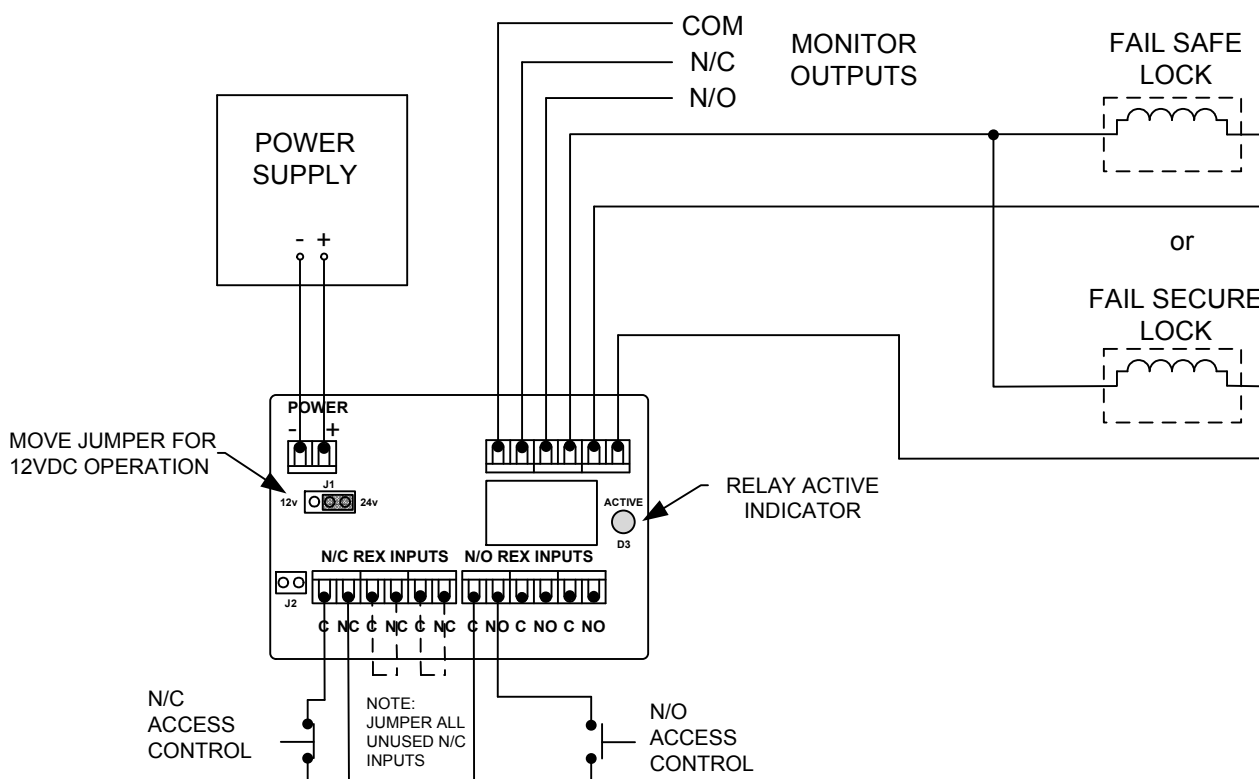 COM
N/C
N/O
MONITOR
OUTPUTS
FAIL SAFE
LOCK
POWER
SUPPLY
- +
or
FAIL SECURE
LOCK
POWER
- +
MOVE JUMPER FOR
12VDC OPERATION
J1
12v
24v
ACTIVE
D3
RELAY ACTIVE
INDICATOR
N/C REX INPUTS
N/O REX INPUTS
J2
C NC C NC C NC C NO C NO C NO
N/C
ACCESS
CONTROL
NOTE:
JUMPER ALL
UNUSED N/C
INPUTS
N/O
ACCESS
CONTROL